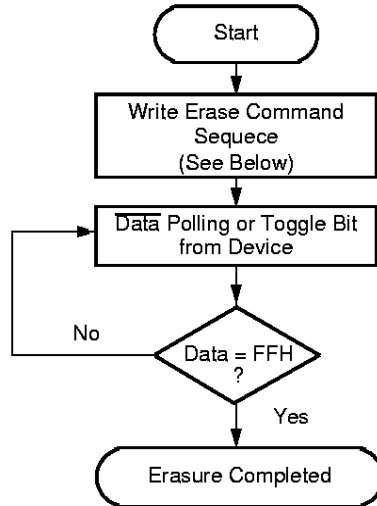 Start
Write Erase Command
Sequece
(See Below)
Data Polling or Toggle Bit
from Device
No
Data = FFH
?
Yes
Erasure Completed